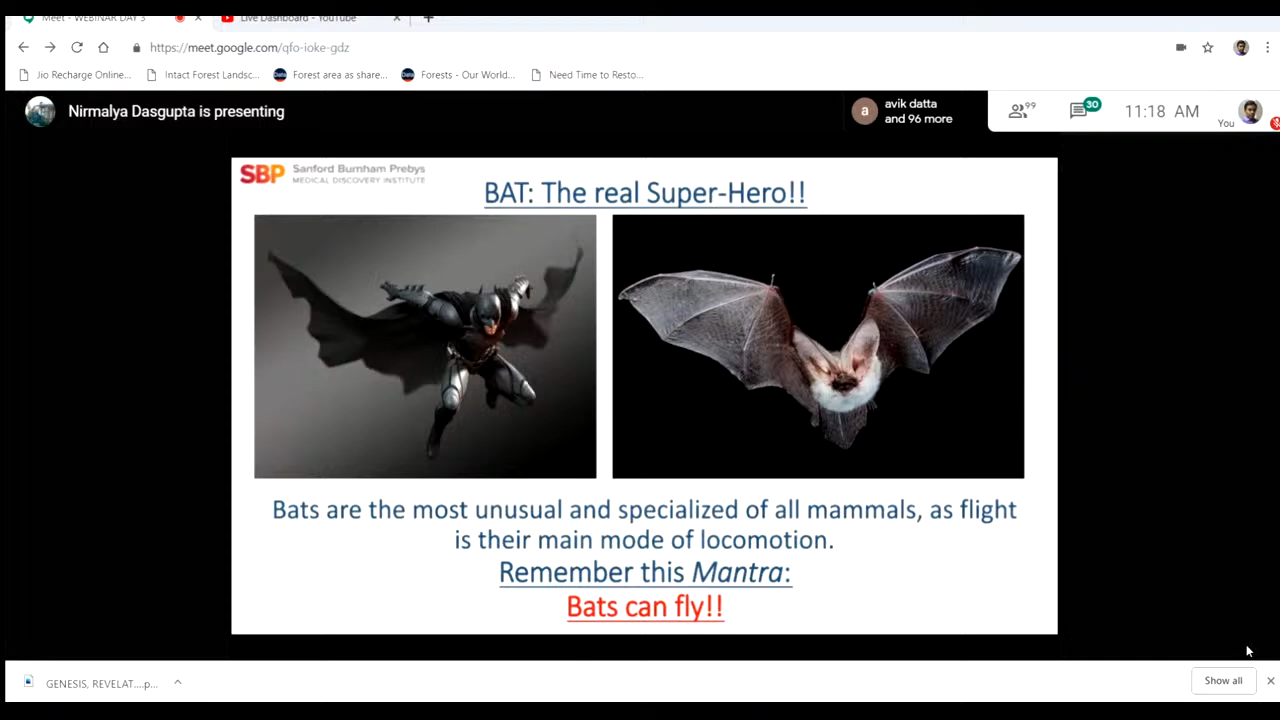 Meet - WEBINAR DAY 3
Live Dashboard - YouTube
https://meet.google.com/qfo-ioke-gdz
Jio Recharge Online...
Intact Forest Landsc...
Forest area as share...
Forests - Our World...
Need Time to Resto...
Nirmalya Dasgupta is presenting
a
avik datta
and 96 more
99
30
11:18 AM
You
SBP
Sanford Burnham Prebys
MEDICAL DISCOVERY INSTITUTE
BAT: The real Super-Hero!!
Bats are the most unusual and specialized of all mammals, as flight
is their main mode of locomotion.
Remember this Mantra:
Bats can fly!!
GENESIS, REVELAT....p...
Show all